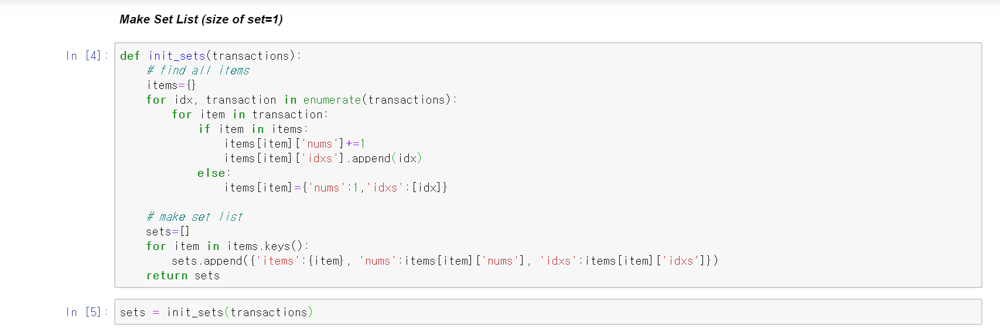 Make Set List (size of set=1)
In [4]:
def init_sets(transactions):
    # find all items
    items={}
    for idx, transaction in enumerate(transactions):
        for item in transaction:
            if item in items:
                items[item]['nums']+=1
                items[item]['idxs'].append(idx)
            else:
                items[item]={'nums':1,'idxs':[idx]}
    # make set list
    sets=[]
    for item in items.keys():
        sets.append({'items':{item}, 'nums':items[item]['nums'], 'idxs':items[item]['idxs']})
    return sets
In [5]:
sets = init_sets(transactions)